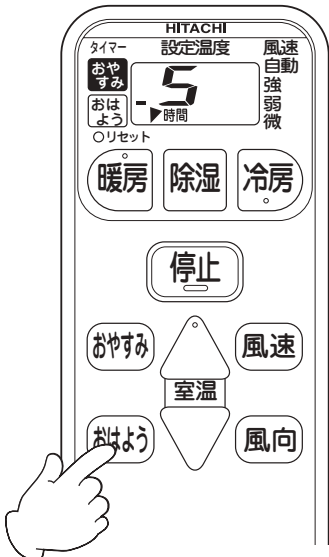 HITACHI
タイマー 設定温度 風速
おや
すみ
自動
強
弱
微
おは
よう
-5
▼時間
○リセット
暖房 除湿 冷房
停止
おやすみ 風速
室温
おはよう 風向